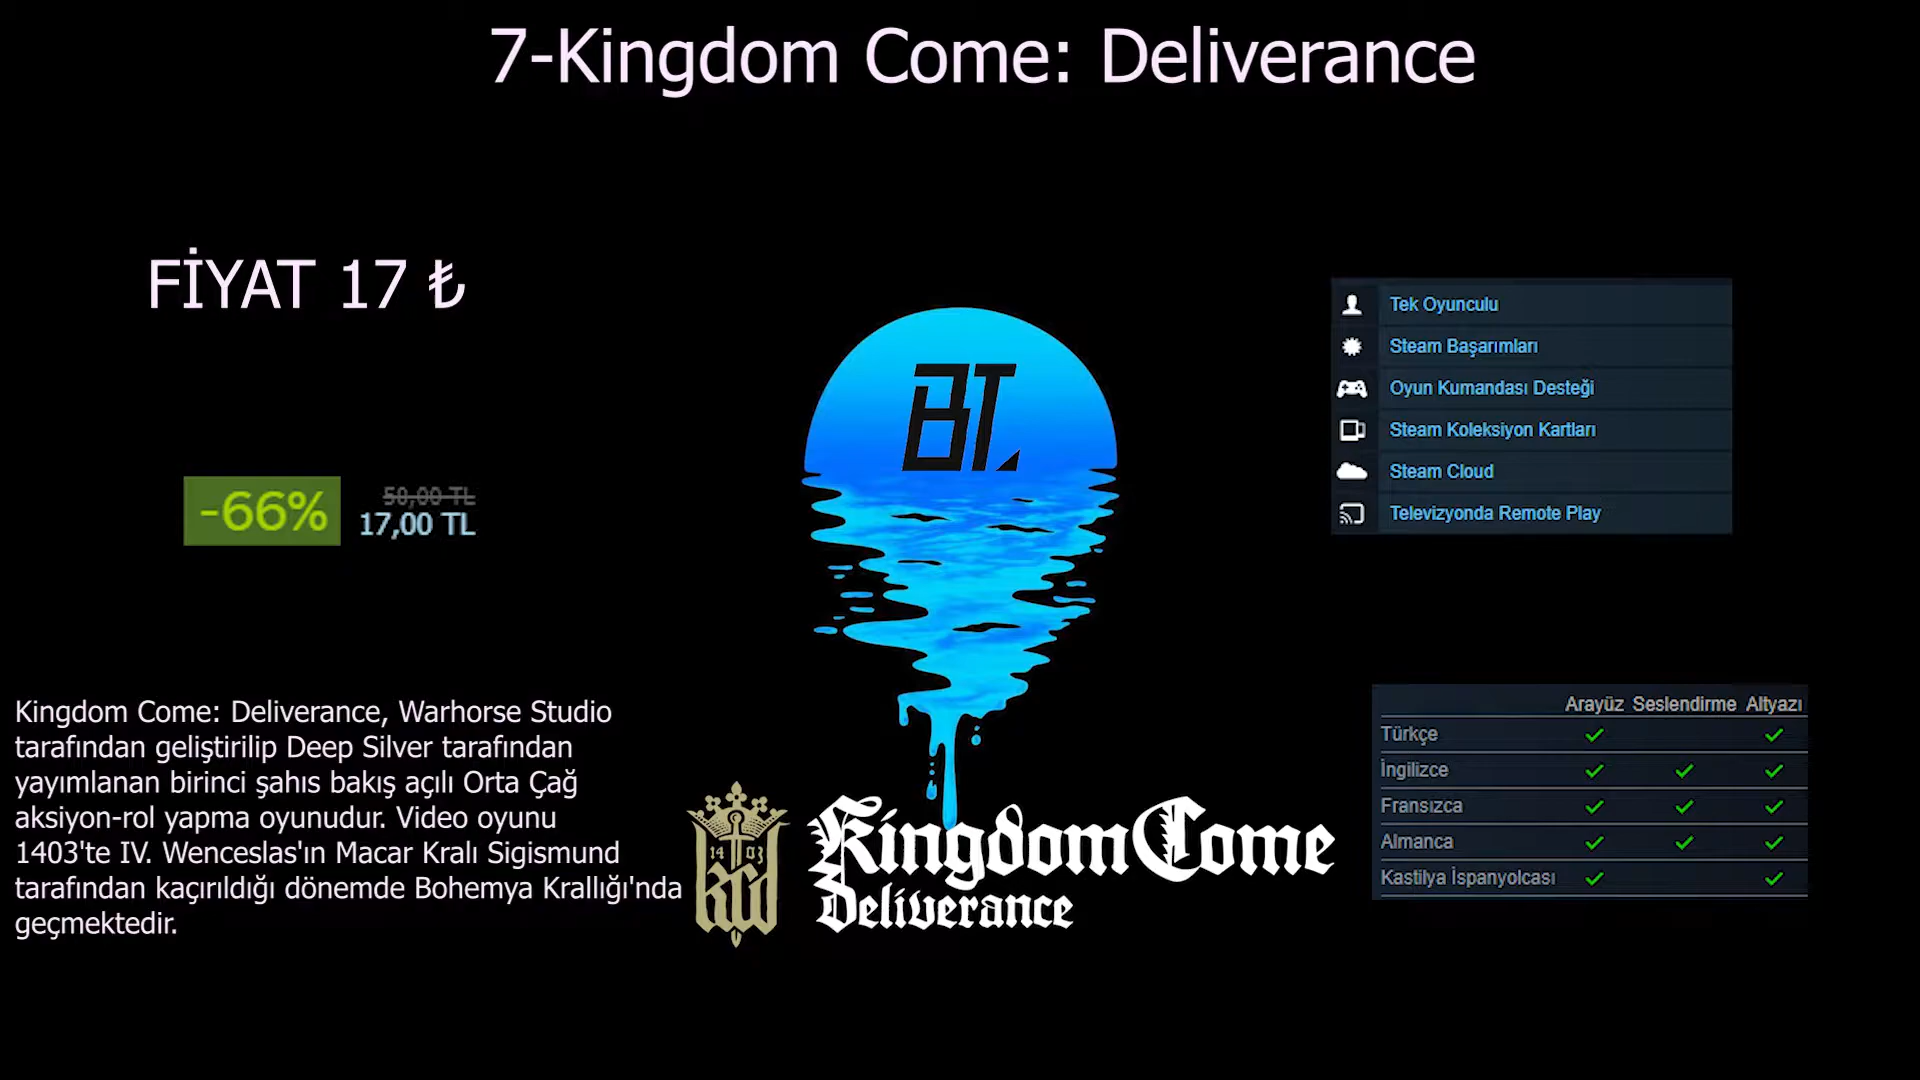 7-Kingdom Come: Deliverance
FİYAT 17 ₺
-66%
50,00 TL
17,00 TL
BT
Tek Oyunculu
Steam Başarımları
Oyun Kumandası Desteği
Steam Koleksiyon Kartları
Steam Cloud
Televizyonda Remote Play
Kingdom Come: Deliverance, Warhorse Studio
tarafından geliştirilip Deep Silver tarafından
yayımlanan birinci şahıs bakış açılı Orta Çağ
aksiyon-rol yapma oyunudur. Video oyunu
1403'te IV. Wenceslas'ın Macar Kralı Sigismund
tarafından kaçırıldığı dönemde Bohemya Krallığı'nda
geçmektedir.
14 03
kcd
Kingdom Come
Deliverance
Arayüz Seslendirme Altyazı
Türkçe
İngilizce
Fransızca
Almanca
Kastilya İspanyolcası